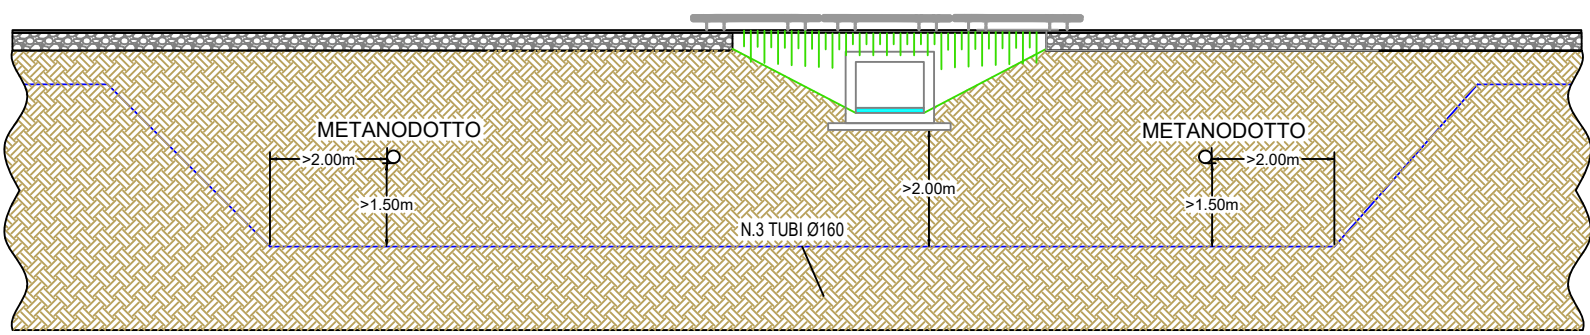 METANODOTTO
METANODOTTO
>2.00m
>2.00m
>2.00m
>1.50m
>1.50m
N.3 TUBI Ø160